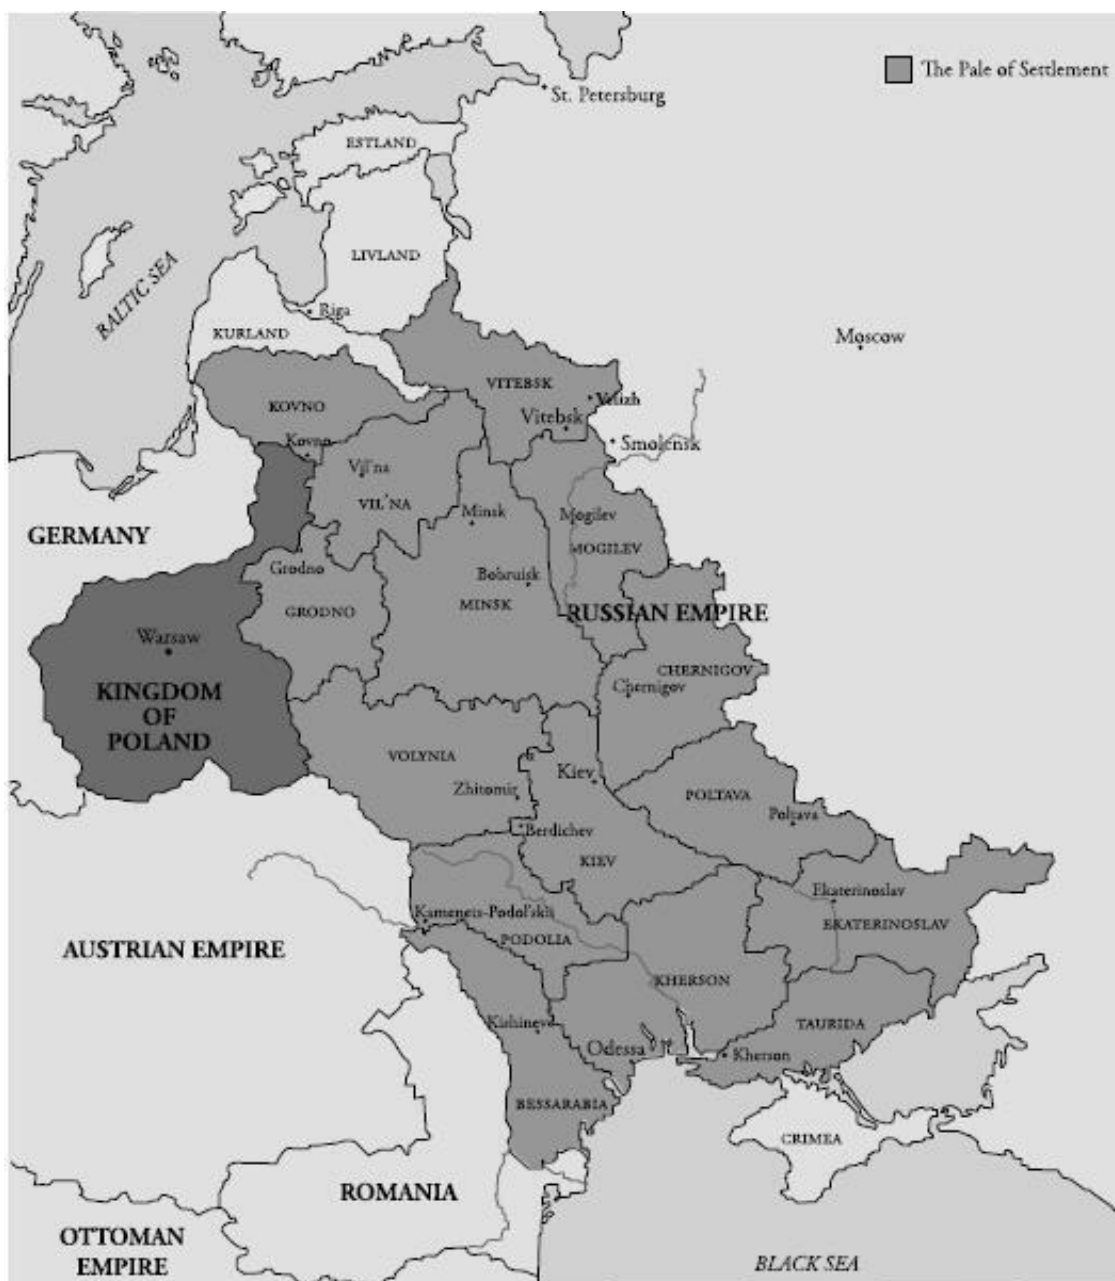 The Pale of Settlement
St. Petersburg
ESTLAND
LIVLAND
BALTIC SEA
Riga
KURLAND
Moscow
VITEBSK
Velizh
KOVNO
Vitebsk
Smolensk
Kovno
Vil'na
VIL'NA
Minsk
Mogilev
GERMANY
MOGILEV
Grodno
Bobruisk
GRODNO
MINSK
RUSSIAN EMPIRE
Warsaw
CHERNIGOV
Chernigov
KINGDOM
OF
POLAND
VOLYNIA
Kiev
Zhitomir
POLTAVA
Poltava
Berdichev
KIEV
Ekaterinoslav
Kamenets-Podol'skii
EKATERINOSLAV
PODOLIA
AUSTRIAN EMPIRE
KHERSON
Kishinev
TAURIDA
Odessa
Kherson
BESSARABIA
CRIMEA
ROMANIA
OTTOMAN
EMPIRE
BLACK SEA